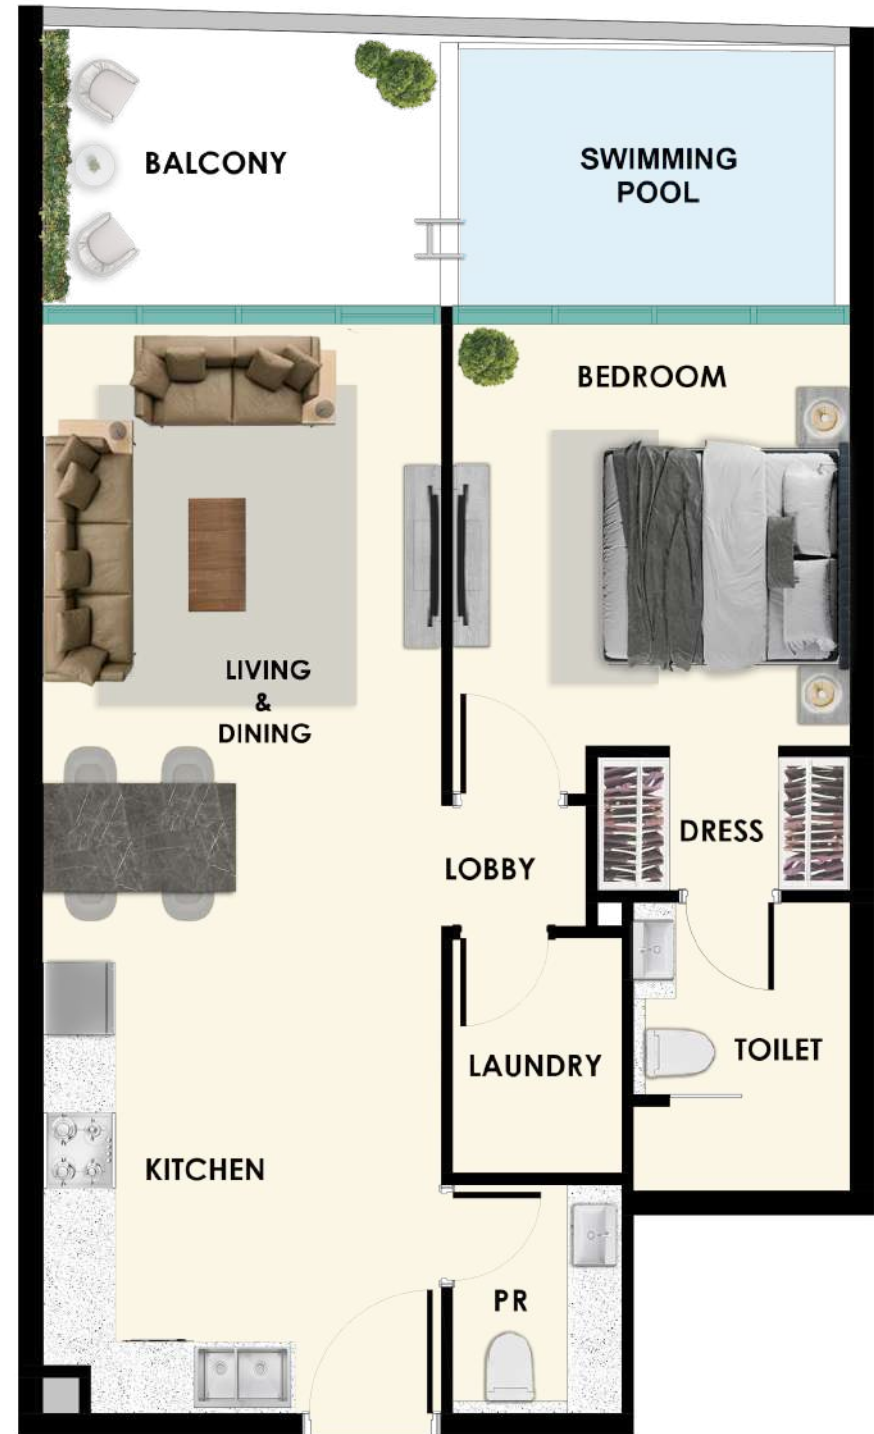 BALCONY
SWIMMING
POOL
BEDROOM
LIVING
&
DINING
DRESS
LOBBY
TOILET
LAUNDRY
KITCHEN
PR